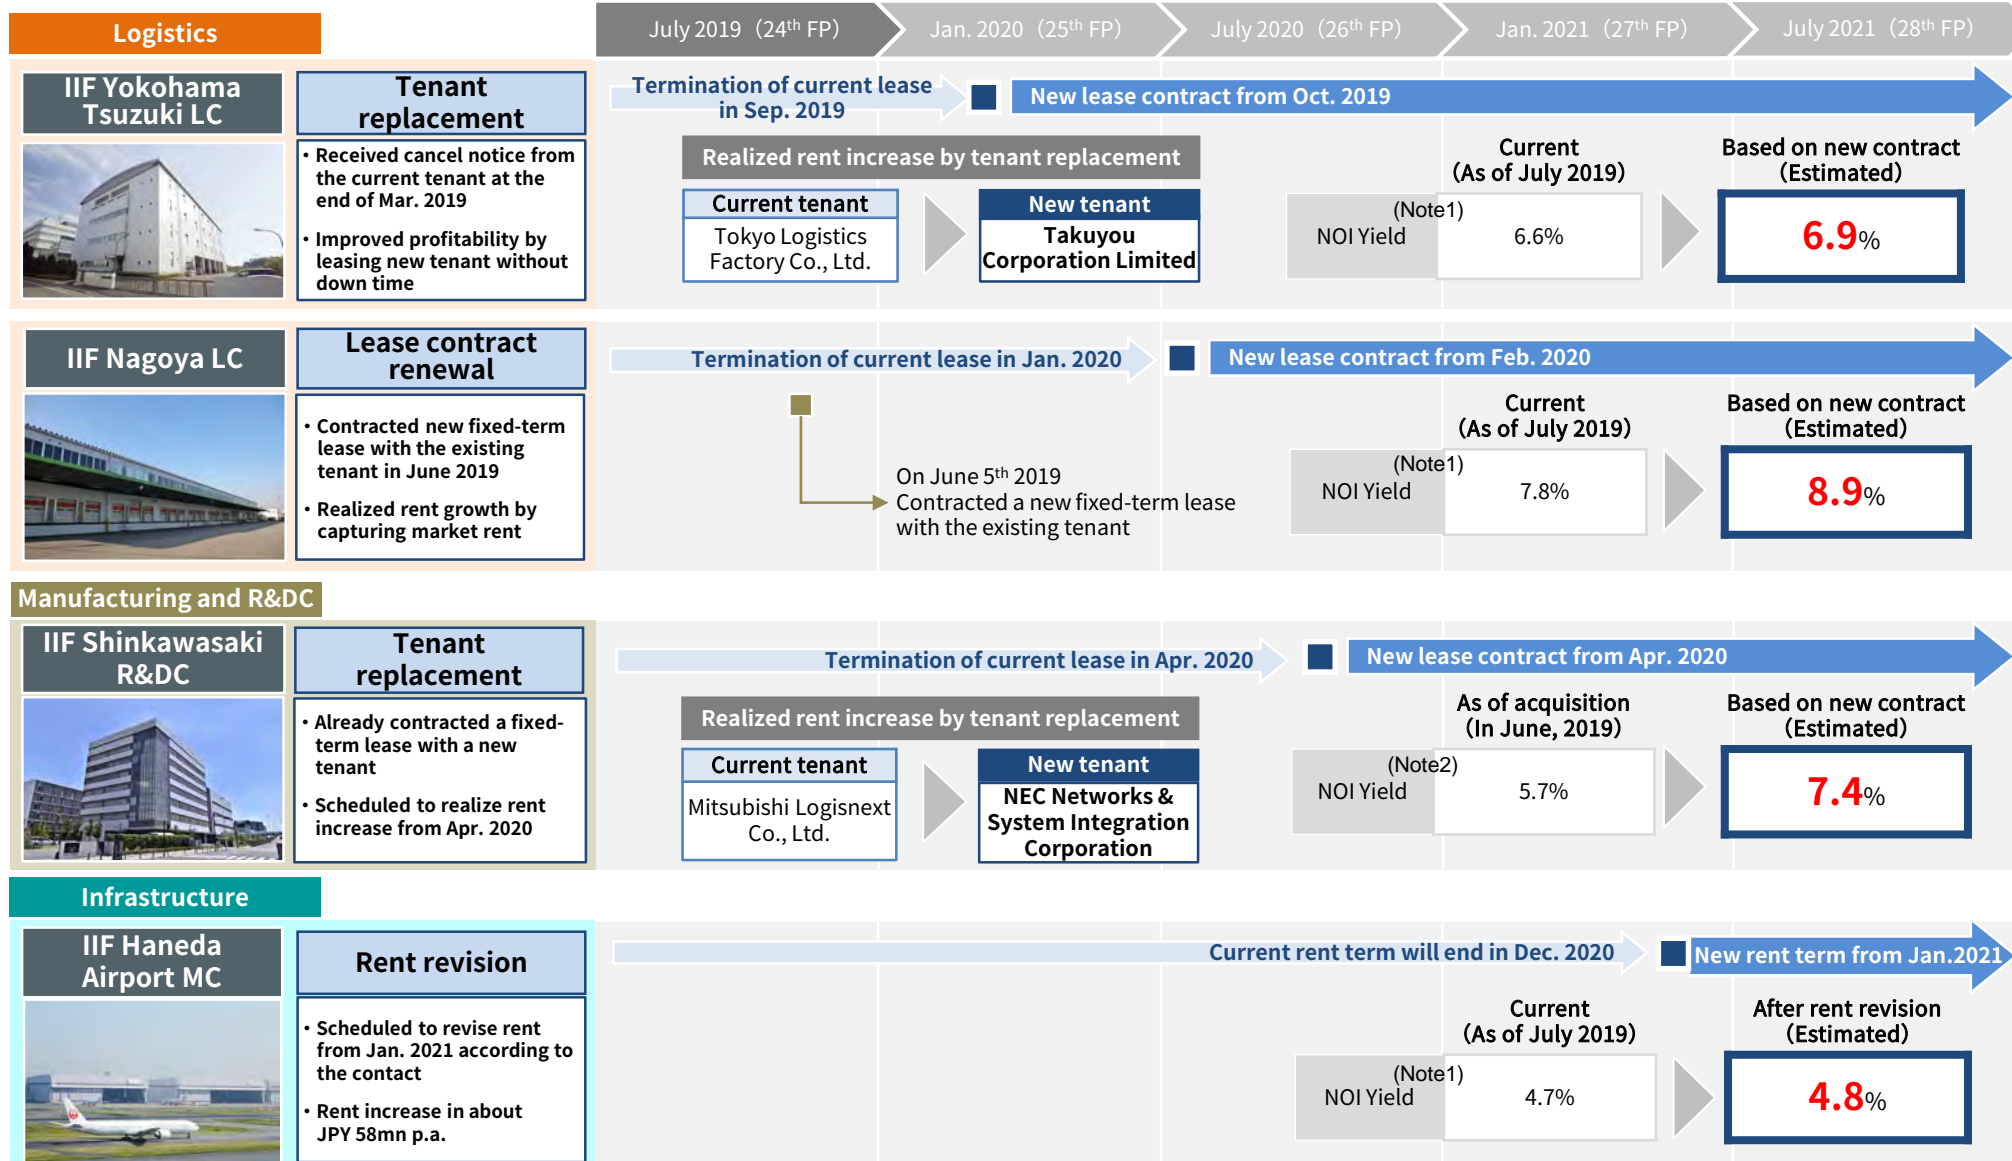 Logistics
July 2019（24th FP）
Jan. 2020（25th FP）
July 2020（26th FP）
Jan. 2021（27th FP）
July 2021（28th FP）
IIF Yokohama
Tsuzuki LC
Tenant
replacement
・Received cancel notice from
the current tenant at the
end of Mar. 2019
・Improved profitability by
leasing new tenant without
down time
Termination of current lease
in Sep. 2019
New lease contract from Oct. 2019
Realized rent increase by tenant replacement
Current tenant
Tokyo Logistics
Factory Co., Ltd.
New tenant
Takuyou
Corporation Limited
Current
(As of July 2019)
Based on new contract
(Estimated)
(Note1)
NOI Yield
6.6%
6.9%
IIF Nagoya LC
Lease contract
renewal
・Contracted new fixed-term
lease with the existing
tenant in June 2019
・Realized rent growth by
capturing market rent
Termination of current lease in Jan. 2020
New lease contract from Feb. 2020
On June 5th 2019
Contracted a new fixed-term lease
with the existing tenant
Current
(As of July 2019)
Based on new contract
(Estimated)
(Note1)
NOI Yield
7.8%
8.9%
Manufacturing and R&DC
IIF Shinkawasaki
R&DC
Tenant
replacement
・Already contracted a fixed-
term lease with a new
tenant
・Scheduled to realize rent
increase from Apr. 2020
Termination of current lease in Apr. 2020
New lease contract from Apr. 2020
Realized rent increase by tenant replacement
Current tenant
Mitsubishi Logisnext
Co., Ltd.
New tenant
NEC Networks &
System Integration
Corporation
As of acquisition
(In June, 2019)
Based on new contract
(Estimated)
(Note2)
NOI Yield
5.7%
7.4%
Infrastructure
IIF Haneda
Airport MC
Rent revision
・Scheduled to revise rent
from Jan. 2021 according to
the contact
・Rent increase in about
JPY 58mn p.a.
Current rent term will end in Dec. 2020
New rent term from Jan.2021
Current
(As of July 2019)
After rent revision
(Estimated)
(Note1)
NOI Yield
4.7%
4.8%